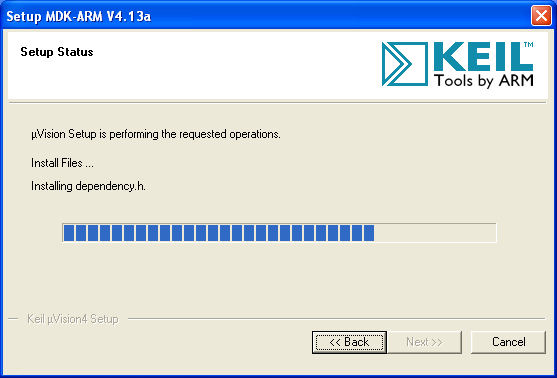 Setup MDK-ARM V4.13a
Setup Status
KEIL™
Tools by ARM
µVision Setup is performing the requested operations.
Install Files ...
Installing dependency.h.
Keil µVision4 Setup
<< Back
Next >>
Cancel